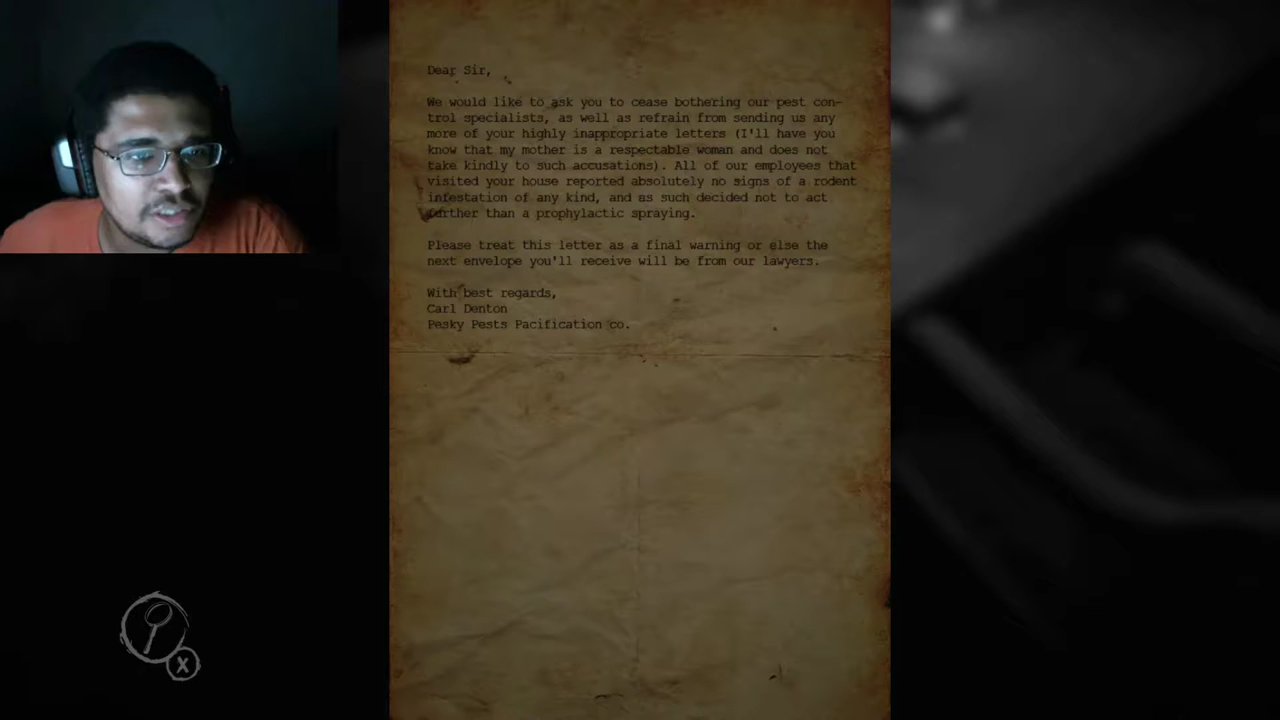 Dear Sir,
We would like to ask you to cease bothering our pest con-
trol specialists, as well as refrain from sending us any
more of your highly inappropriate letters (I'll have you
know that my mother is a respectable woman and does not
take kindly to such accusations). All of our employees that
visited your house reported absolutely no signs of a rodent
infestation of any kind, and as such decided not to act
further than a prophylactic spraying.
Please treat this letter as a final warning or else the
next envelope you'll receive will be from our lawyers.
With best regards,
Carl Denton
Pesky Pests Pacification co.
X